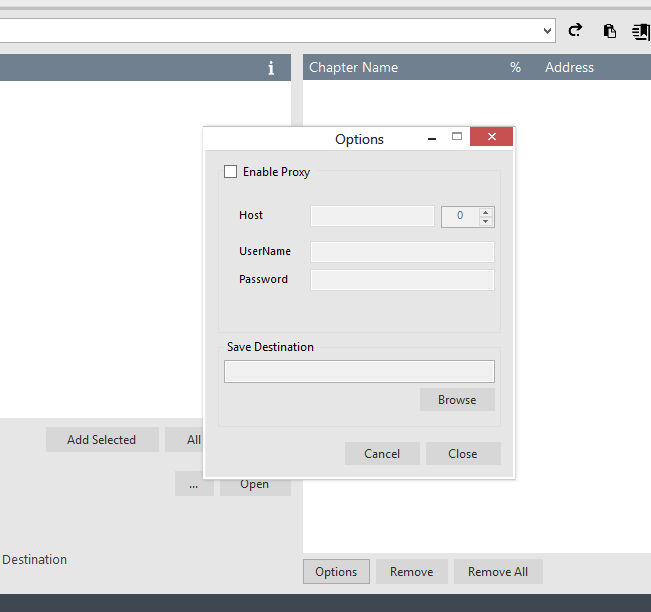 Chapter Name % Address
Options
Enable Proxy
Host 0
UserName
Password
Save Destination
Browse
Cancel Close
Add Selected All
... Open
Destination
Options Remove Remove All